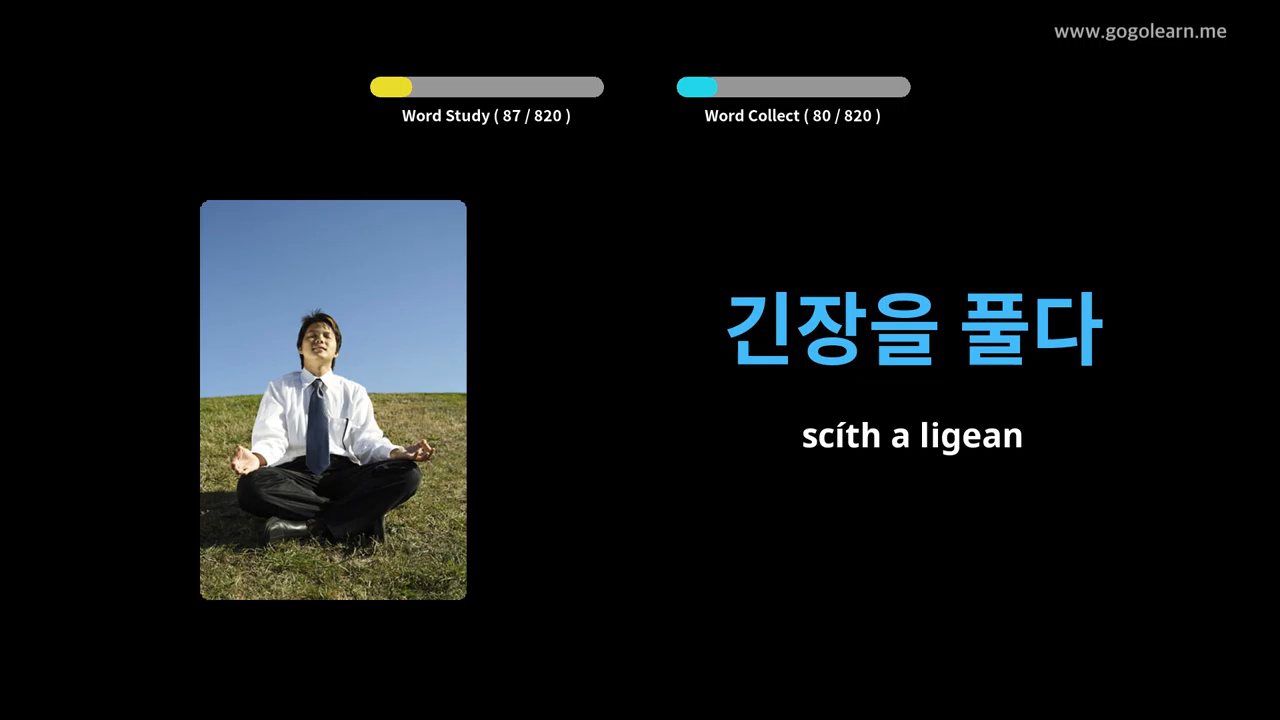 www.gogolearn.me
Word Study ( 87 / 820 )
Word Collect ( 80 / 820 )
긴장을 풀다
scíth a ligean